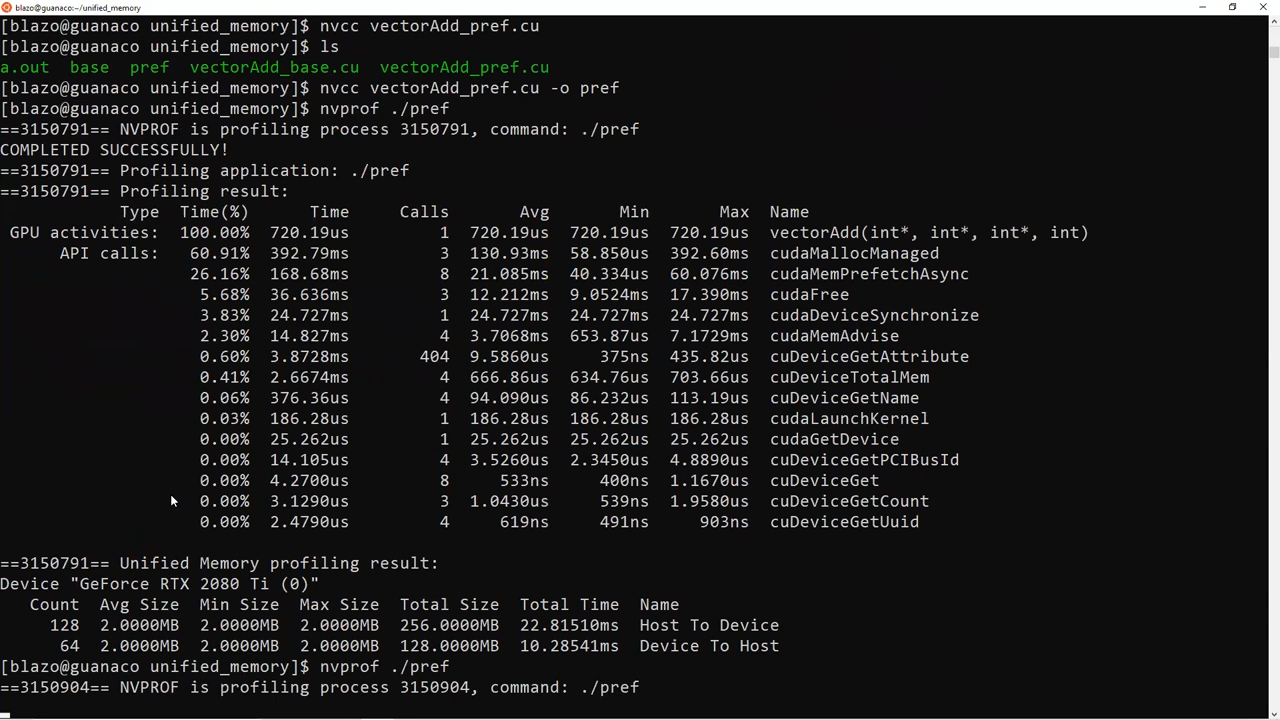 blazo@guanaco:~/unified_memory
[blazo@guanaco unified_memory]$ nvcc vectorAdd_pref.cu
[blazo@guanaco unified_memory]$ ls
a.out  base  pref  vectorAdd_base.cu  vectorAdd_pref.cu
[blazo@guanaco unified_memory]$ nvcc vectorAdd_pref.cu -o pref
[blazo@guanaco unified_memory]$ nvprof ./pref
==3150791== NVPROF is profiling process 3150791, command: ./pref
COMPLETED SUCCESSFULLY!
==3150791== Profiling application: ./pref
==3150791== Profiling result:
            Type  Time(%)      Time     Calls       Avg       Min       Max  Name
 GPU activities:  100.00%  720.19us         1  720.19us  720.19us  720.19us  vectorAdd(int*, int*, int*, int)
      API calls:   60.91%  392.79ms         3  130.93ms  58.850us  392.60ms  cudaMallocManaged
                   26.16%  168.68ms         8  21.085ms  40.334us  60.076ms  cudaMemPrefetchAsync
                    5.68%  36.636ms         3  12.212ms  9.0524ms  17.390ms  cudaFree
                    3.83%  24.727ms         1  24.727ms  24.727ms  24.727ms  cudaDeviceSynchronize
                    2.30%  14.827ms         4  3.7068ms  653.87us  7.1729ms  cudaMemAdvise
                    0.60%  3.8728ms       404  9.5860us     375ns  435.82us  cuDeviceGetAttribute
                    0.41%  2.6674ms         4  666.86us  634.76us  703.66us  cuDeviceTotalMem
                    0.06%  376.36us         4  94.090us  86.232us  113.19us  cuDeviceGetName
                    0.03%  186.28us         1  186.28us  186.28us  186.28us  cudaLaunchKernel
                    0.00%  25.262us         1  25.262us  25.262us  25.262us  cudaGetDevice
                    0.00%  14.105us         4  3.5260us  2.3450us  4.8890us  cuDeviceGetPCIBusId
                    0.00%  4.2700us         8     533ns     400ns  1.1670us  cuDeviceGet
                    0.00%  3.1290us         3  1.0430us     539ns  1.9580us  cuDeviceGetCount
                    0.00%  2.4790us         4     619ns     491ns     903ns  cuDeviceGetUuid
==3150791== Unified Memory profiling result:
Device "GeForce RTX 2080 Ti (0)"
   Count  Avg Size  Min Size  Max Size  Total Size  Total Time  Name
     128  2.0000MB  2.0000MB  2.0000MB  256.0000MB  22.81510ms  Host To Device
      64  2.0000MB  2.0000MB  2.0000MB  128.0000MB  10.28541ms  Device To Host
[blazo@guanaco unified_memory]$ nvprof ./pref
==3150904== NVPROF is profiling process 3150904, command: ./pref